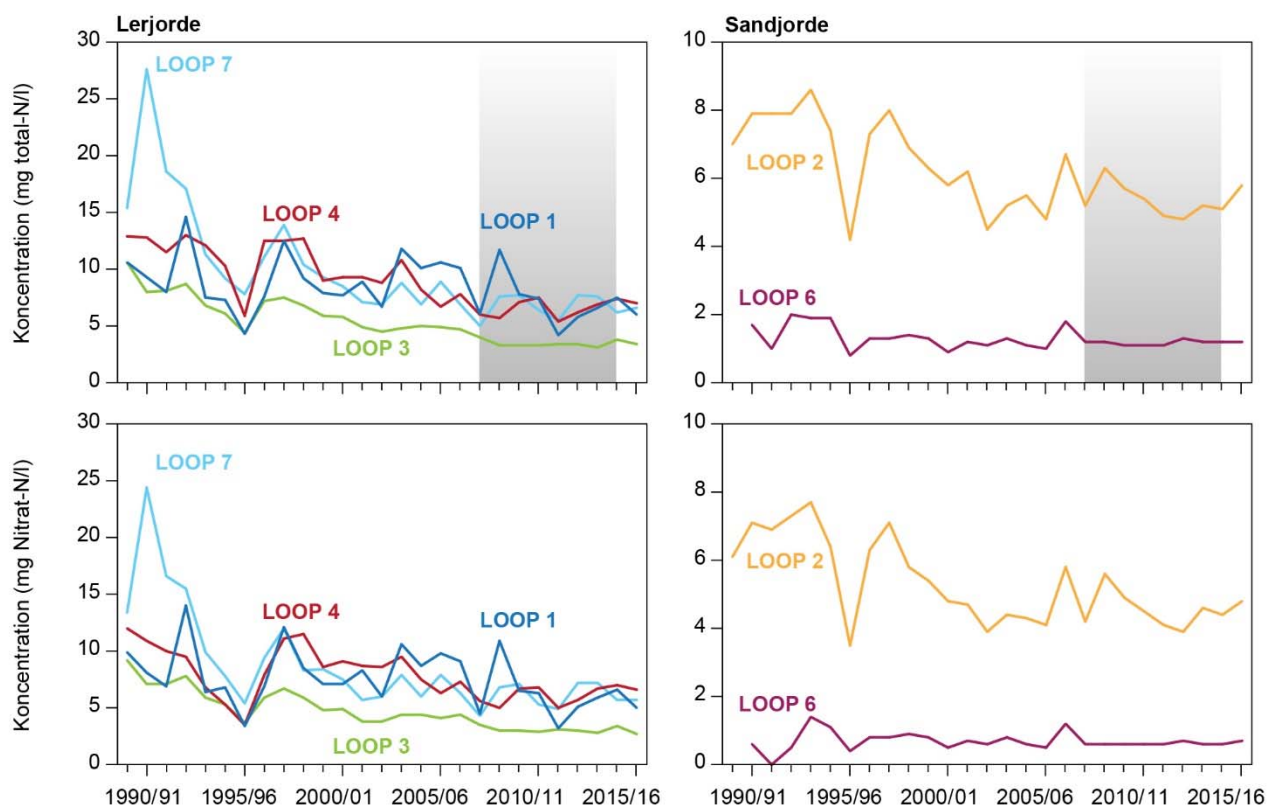 Lerjorde
Koncentration (mg total-N/l)
30
25
20
15
10
5
0
LOOP 7
LOOP 4
LOOP 1
LOOP 3
Sandjorde
10
8
6
4
2
0
LOOP 2
LOOP 6
Koncentration (mg Nitrat-N/l)
30
25
20
15
10
5
0
LOOP 7
LOOP 4
LOOP 1
LOOP 3
1990/91 1995/96 2000/01 2005/06 2010/11 2015/16
10
8
6
4
2
0
LOOP 2
LOOP 6
1990/91 1995/96 2000/01 2005/06 2010/11 2015/16